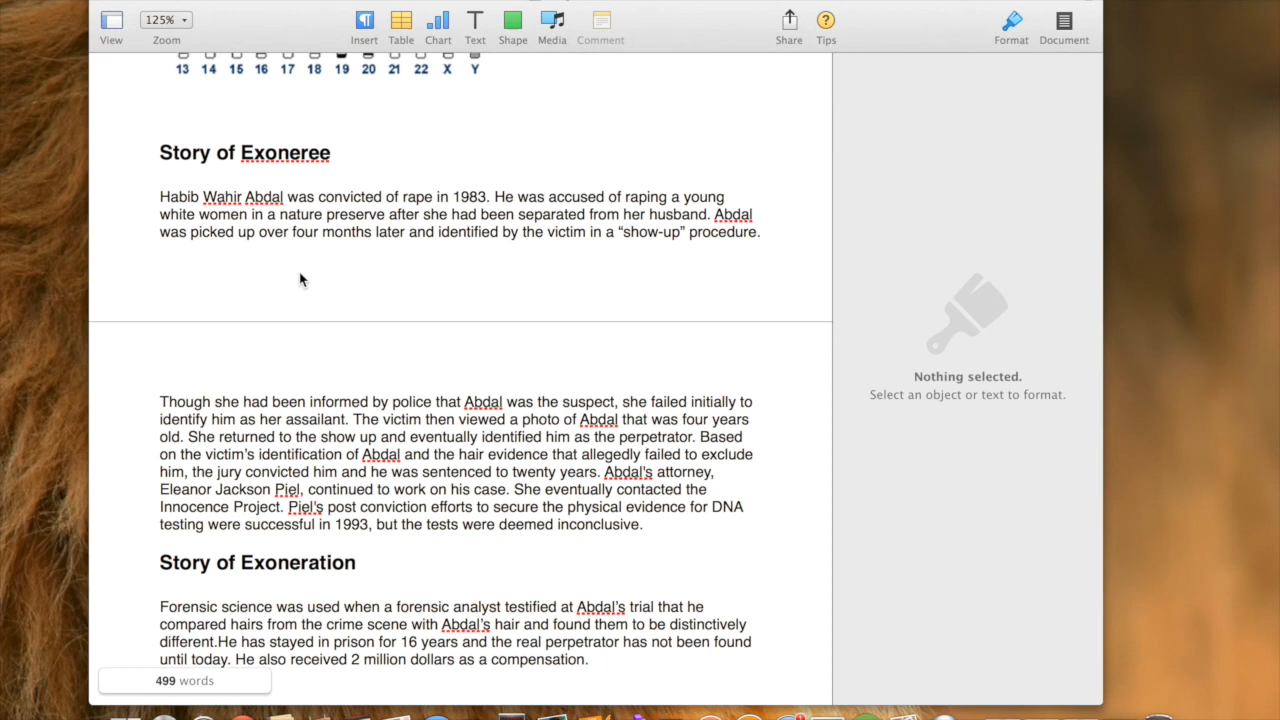 125%
View
Zoom
Insert
Table
Chart
Text
Shape
Media
Comment
Share
Tips
Format
Document
13 14 15 16 17 18 19 20 21 22 X Y
Story of Exoneree
Habib Wahir Abdal was convicted of rape in 1983. He was accused of raping a young
white women in a nature preserve after she had been separated from her husband. Abdal
was picked up over four months later and identified by the victim in a “show-up” procedure.
Though she had been informed by police that Abdal was the suspect, she failed initially to
identify him as her assailant. The victim then viewed a photo of Abdal that was four years
old. She returned to the show up and eventually identified him as the perpetrator. Based
on the victim’s identification of Abdal and the hair evidence that allegedly failed to exclude
him, the jury convicted him and he was sentenced to twenty years. Abdal’s attorney,
Eleanor Jackson Piel, continued to work on his case. She eventually contacted the
Innocence Project. Piel’s post conviction efforts to secure the physical evidence for DNA
testing were successful in 1993, but the tests were deemed inconclusive.
Story of Exoneration
Forensic science was used when a forensic analyst testified at Abdal’s trial that he
compared hairs from the crime scene with Abdal’s hair and found them to be distinctively
different.He has stayed in prison for 16 years and the real perpetrator has not been found
until today. He also received 2 million dollars as a compensation.
499 words
Nothing selected.
Select an object or text to format.